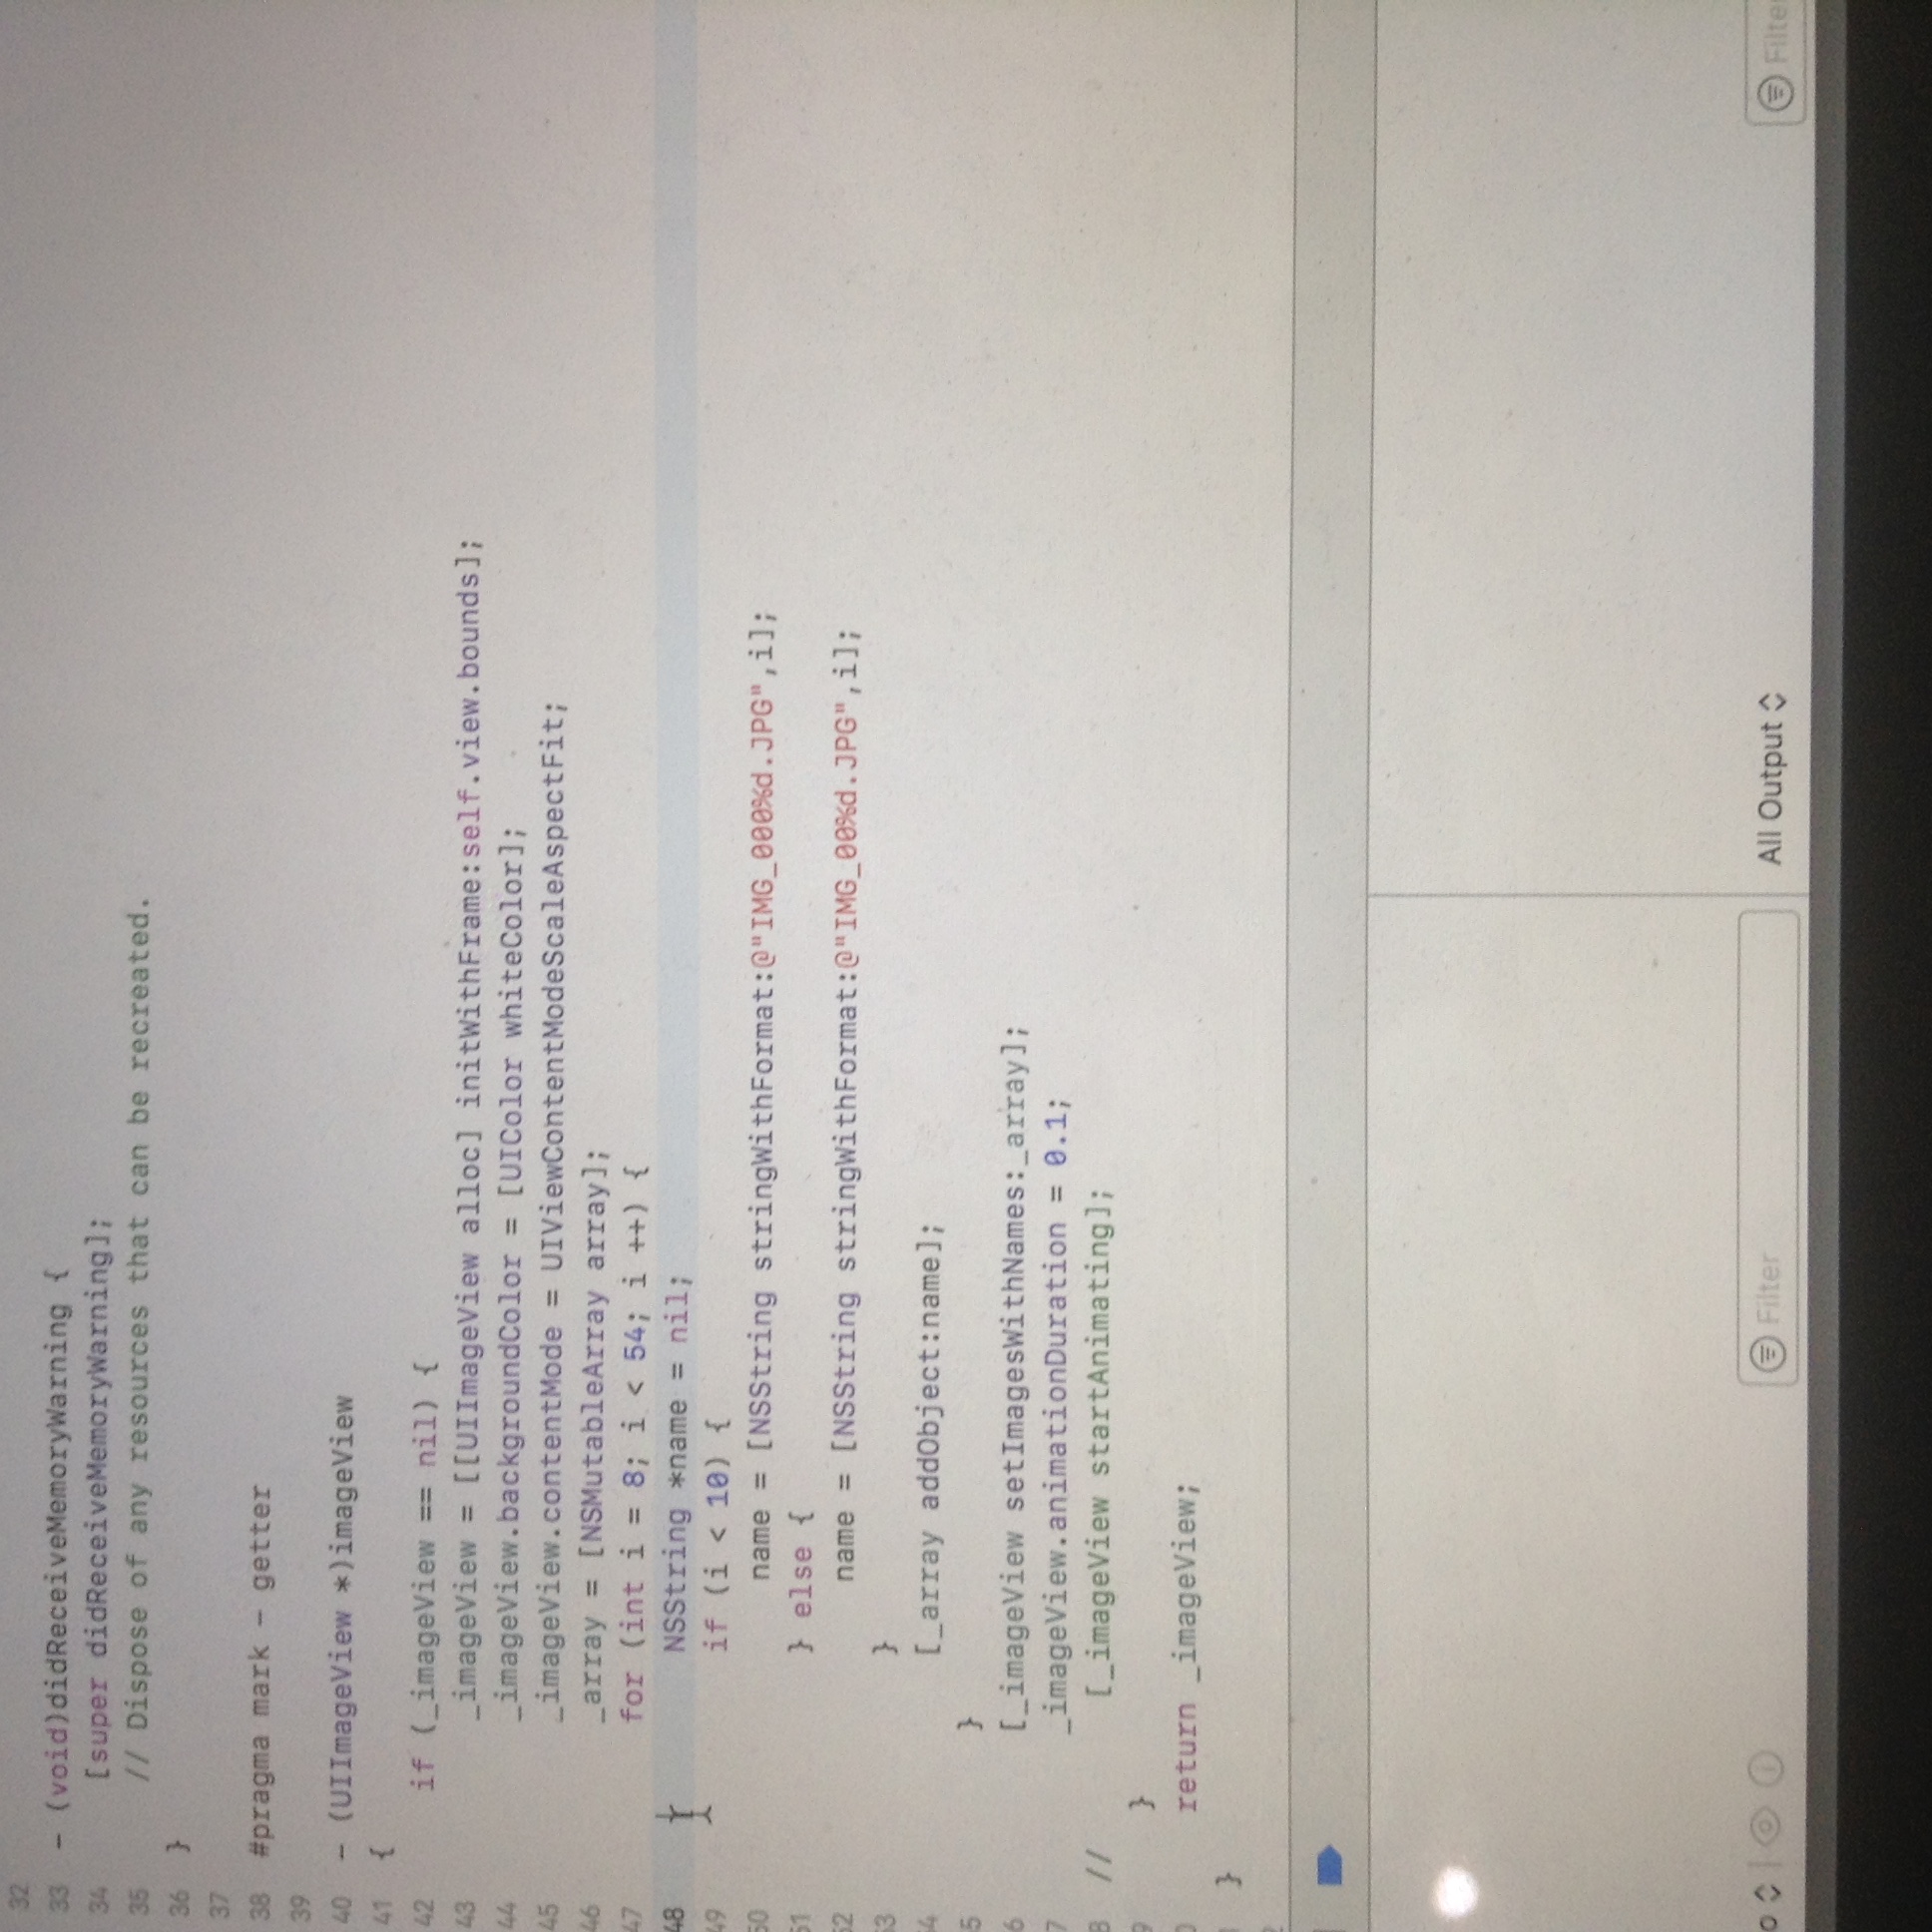 32
33 - (void)didReceiveMemoryWarning {
34 [super didReceiveMemoryWarning];
35 // Dispose of any resources that can be recreated.
36 }
37
38 #pragma mark - getter
39
40 - (UIImageView *)imageView
41 {
42 if (_imageView == nil) {
43 _imageView = [[UIImageView alloc] initWithFrame:self.view.bounds];
44 _imageView.backgroundColor = [UIColor whiteColor];
45 _imageView.contentMode = UIViewContentModeScaleAspectFit;
46 _array = [NSMutableArray array];
47 for (int i = 8; i < 54; i ++) {
48 NSString *name = nil;
49 if (i < 10) {
50 name = [NSString stringWithFormat:@"IMG_000%d.JPG",i];
51 } else {
52 name = [NSString stringWithFormat:@"IMG_00%d.JPG",i];
53 }
4 [_array addObject:name];
5 }
6 [_imageView setImagesWithNames:_array];
7 _imageView.animationDuration = 0.1;
8 // [_imageView startAnimating];
9 }
return _imageView;
}
2
o Filter All Output Filter